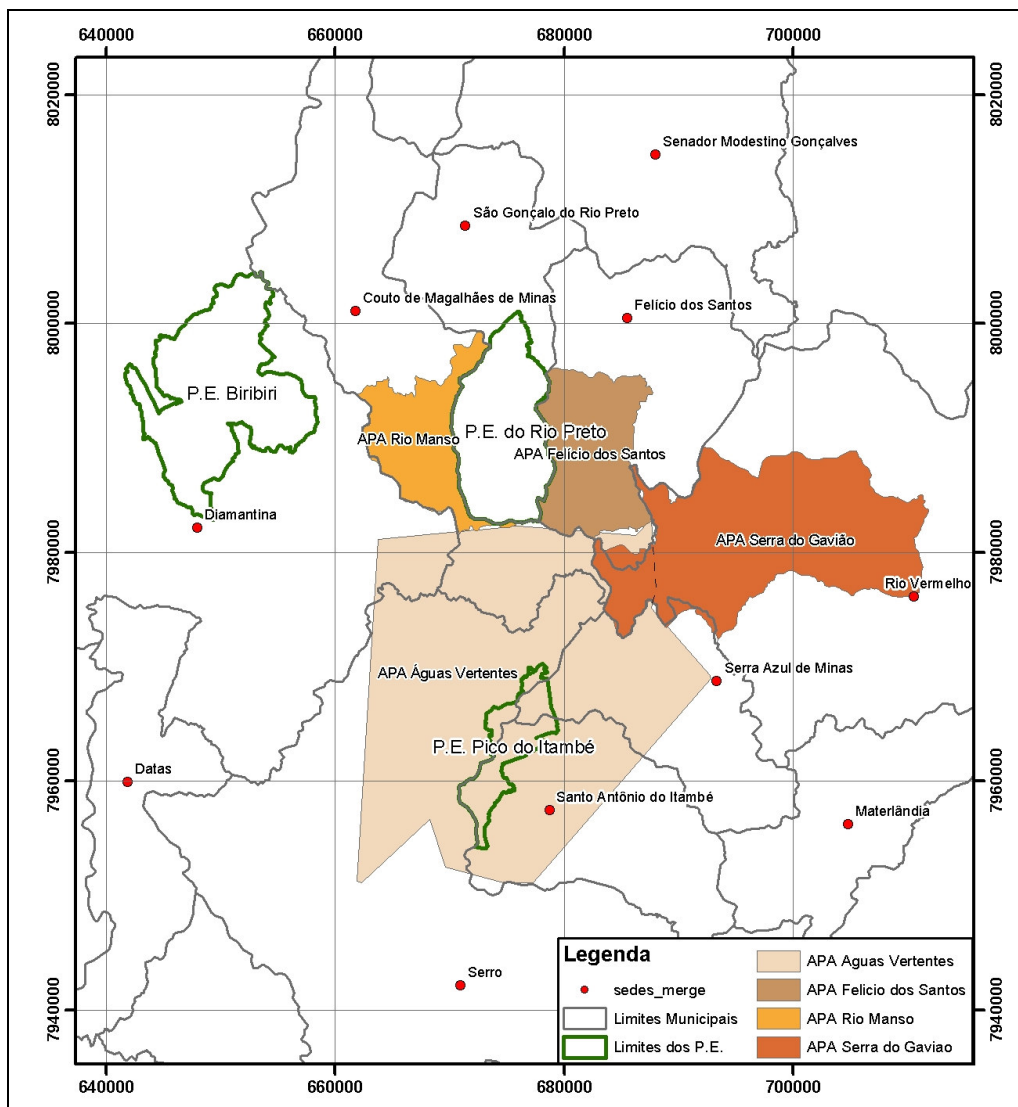 640000
660000
680000
700000
8020000
8020000
Senador Modestino Gonçalves
São Gonçalo do Rio Preto
Couto de Magalhães de Minas
Felício dos Santos
8000000
8000000
P.E. Biribiri
APA Rio Manso
P.E. do Rio Preto
APA Felício dos Santos
Diamantina
APA Serra do Gavião
7980000
7980000
Rio Vermelho
APA Águas Vertentes
Serra Azul de Minas
P.E. Pico do Itambé
Datas
7960000
7960000
Santo Antônio do Itambé
Materlândia
Serro
7940000
7940000
Legenda
sedes_merge
Limites Municipais
Limites dos P.E.
APA Aguas Vertentes
APA Felicio dos Santos
APA Rio Manso
APA Serra do Gaviao
640000
660000
680000
700000